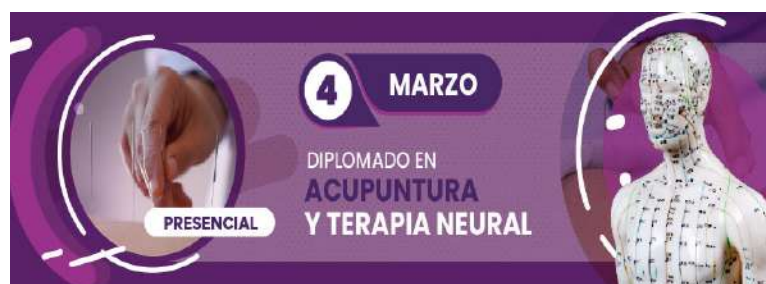 4 MARZO
DIPLOMADO EN
ACUPUNTURA
Y TERAPIA NEURAL
PRESENCIAL